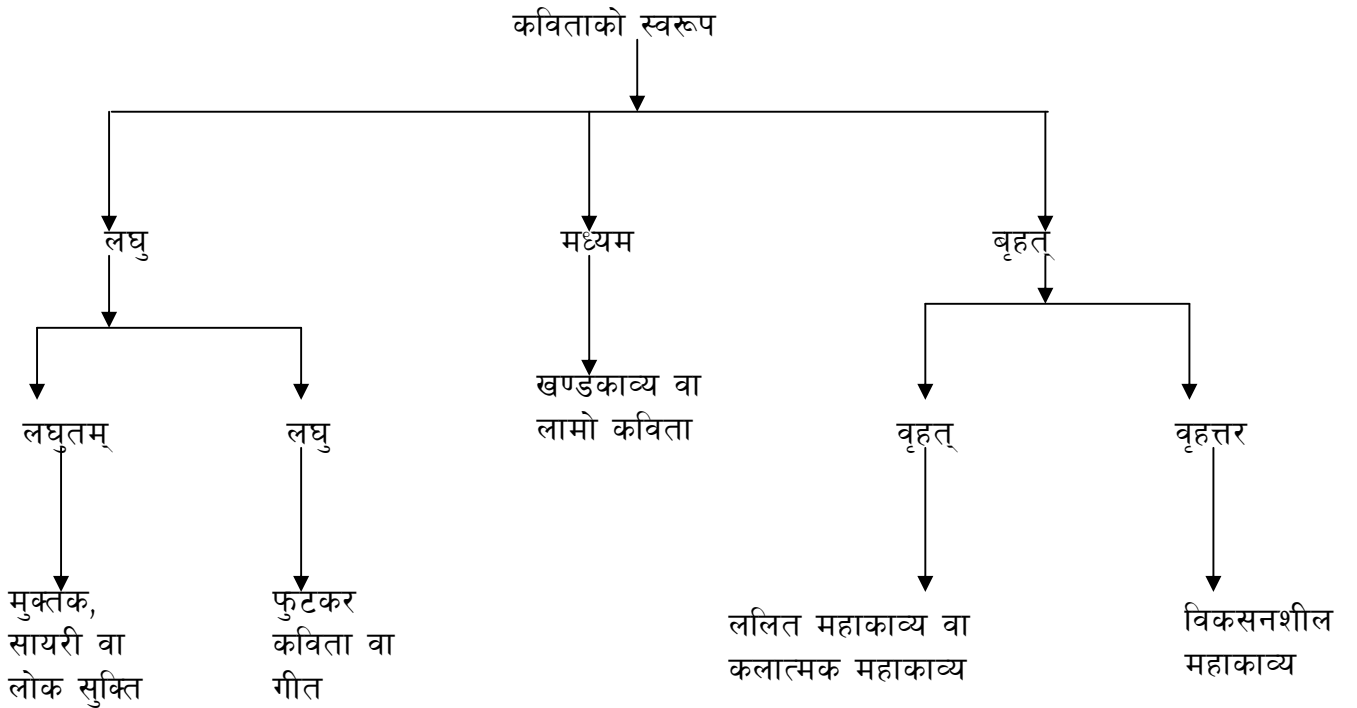 कविताको स्वरूप
लघु
मध्यम
बृहत्
खण्डकाव्य वा
लामो कविता
लघुतम्
लघु
वृहत्
वृहत्तर
मुक्तक,
सायरी वा
लोक सुक्ति
फुटकर
कविता वा
गीत
ललित महाकाव्य वा
कलात्मक महाकाव्य
विकसनशील
महाकाव्य